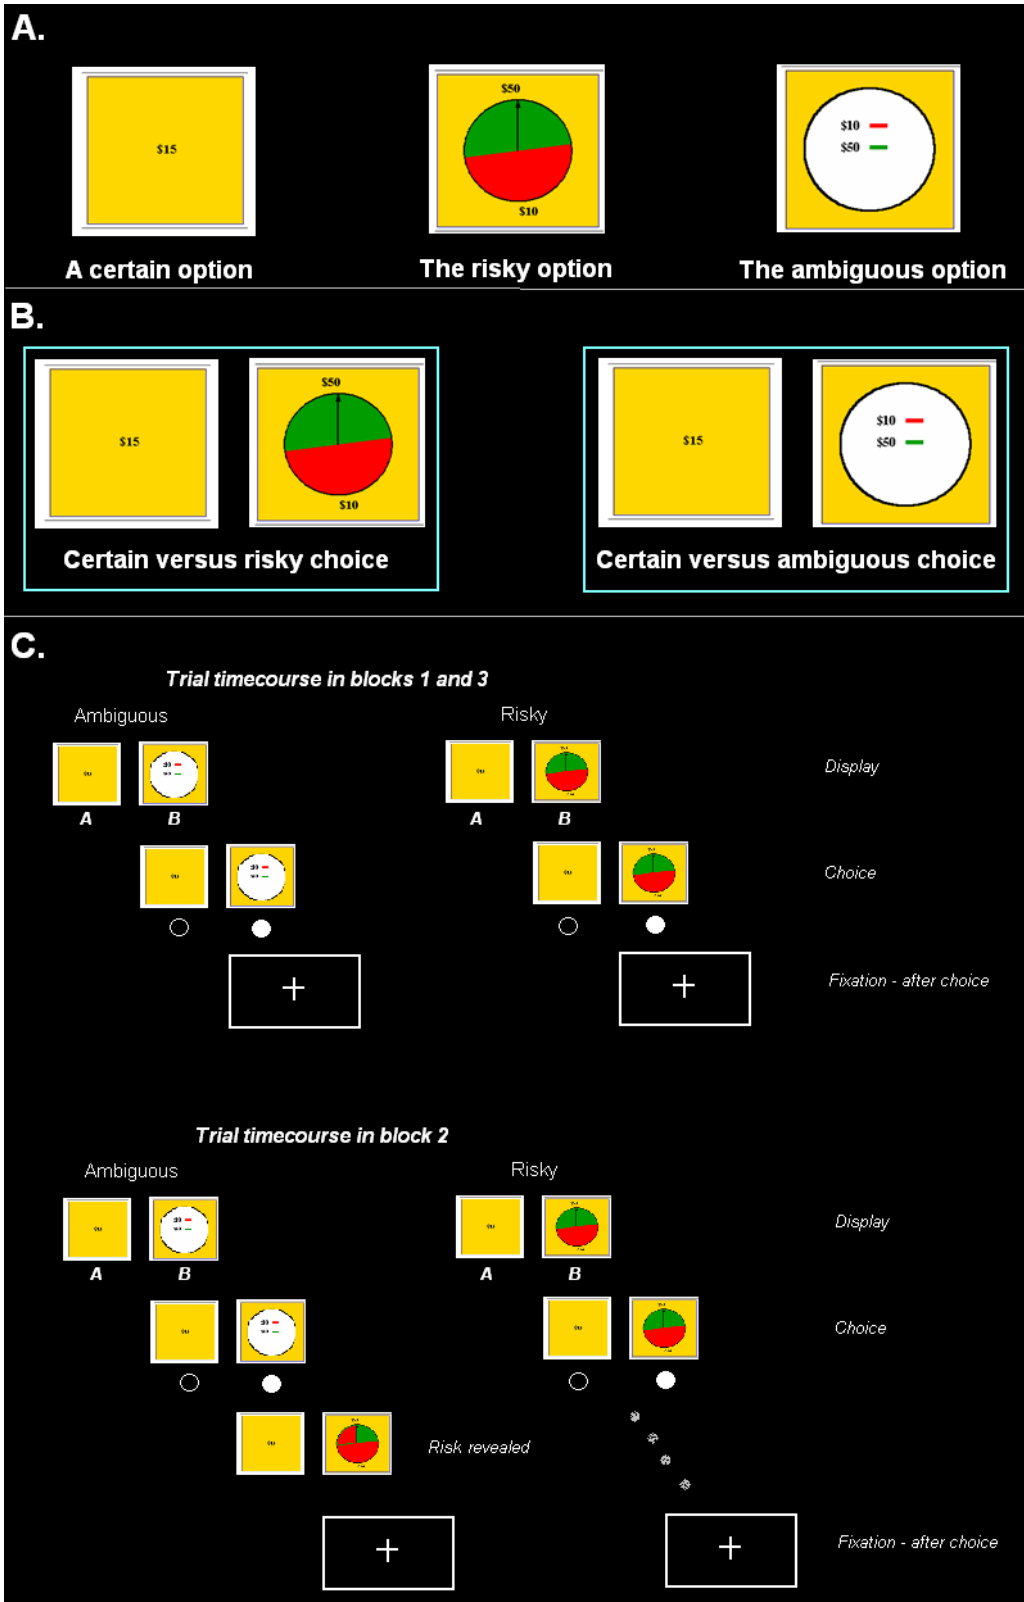 A.
$15
$50
$10
$10
$50
A certain option
The risky option
The ambiguous option
B.
$15
$50
$10
$15
$10
$50
Certain versus risky choice
Certain versus ambiguous choice
C.
Trial timecourse in blocks 1 and 3
Ambiguous
Risky
Display
A
B
A
B
Choice
Fixation - after choice
Trial timecourse in block 2
Ambiguous
Risky
Display
A
B
A
B
Choice
Risk revealed
Fixation - after choice